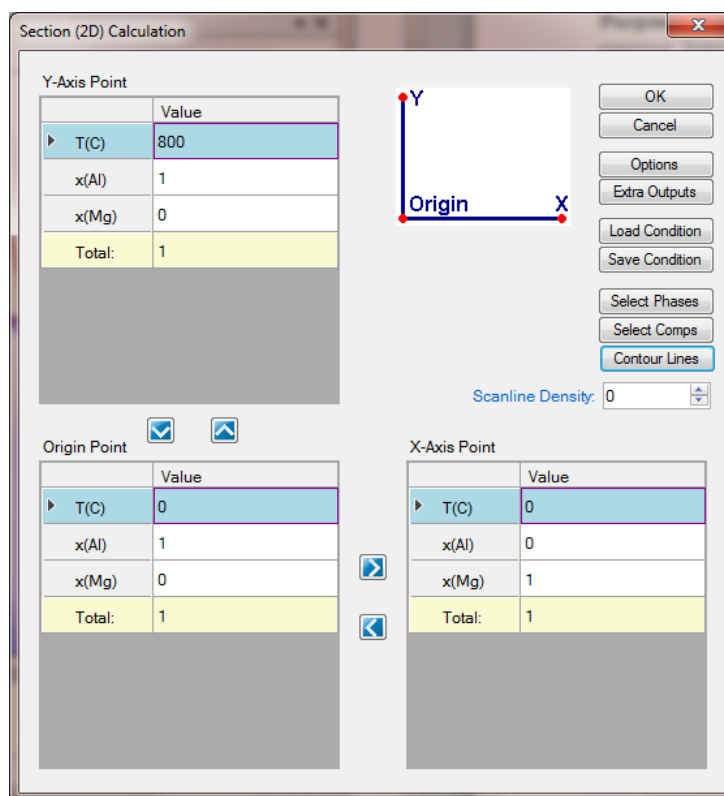 Section (2D) Calculation
Y-Axis Point
Value
T(C) 800
x(Al) 1
x(Mg) 0
Total: 1
Y
Origin X
OK
Cancel
Options
Extra Outputs
Load Condition
Save Condition
Select Phases
Select Comps
Contour Lines
Scanline Density: 0
Origin Point
Value
T(C) 0
x(Al) 1
x(Mg) 0
Total: 1
X-Axis Point
Value
T(C) 0
x(Al) 0
x(Mg) 1
Total: 1